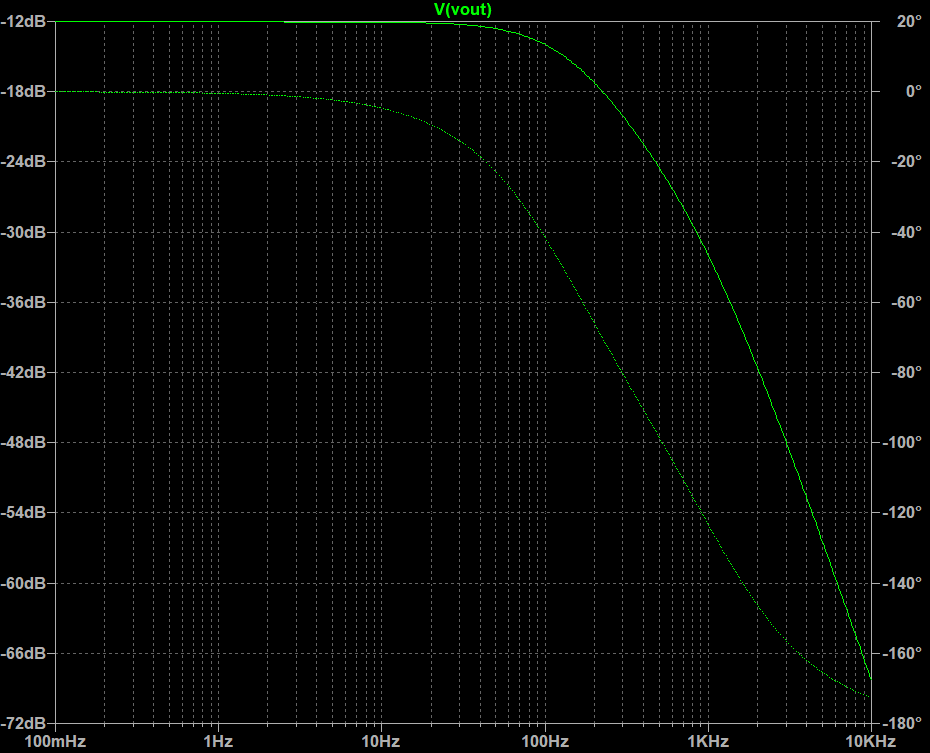 V(vout)
-12dB 20°
-18dB 0°
-24dB -20°
-30dB -40°
-36dB -60°
-42dB -80°
-48dB -100°
-54dB -120°
-60dB -140°
-66dB -160°
-72dB -180°
100mHz 1Hz 10Hz 100Hz 1KHz 10KHz